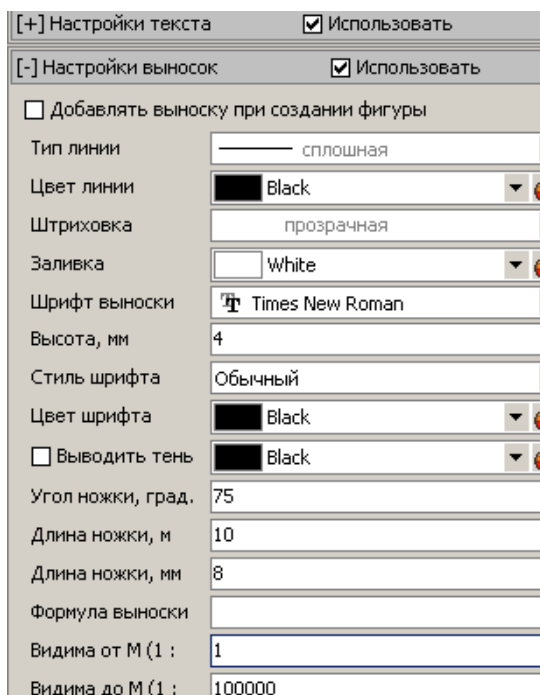 [+] Настройки текста Использовать
[-] Настройки выносок Использовать
Добавлять выноску при создании фигуры
Тип линии сплошная
Цвет линии Black
Штриховка прозрачная
Заливка White
Шрифт выноски Times New Roman
Высота, мм 4
Стиль шрифта Обычный
Цвет шрифта Black
Выводить тень Black
Угол ножки, град. 75
Длина ножки, м 10
Длина ножки, мм 8
Формула выноски
Видима от М (1 : 1
Видима до М (1 : 100000